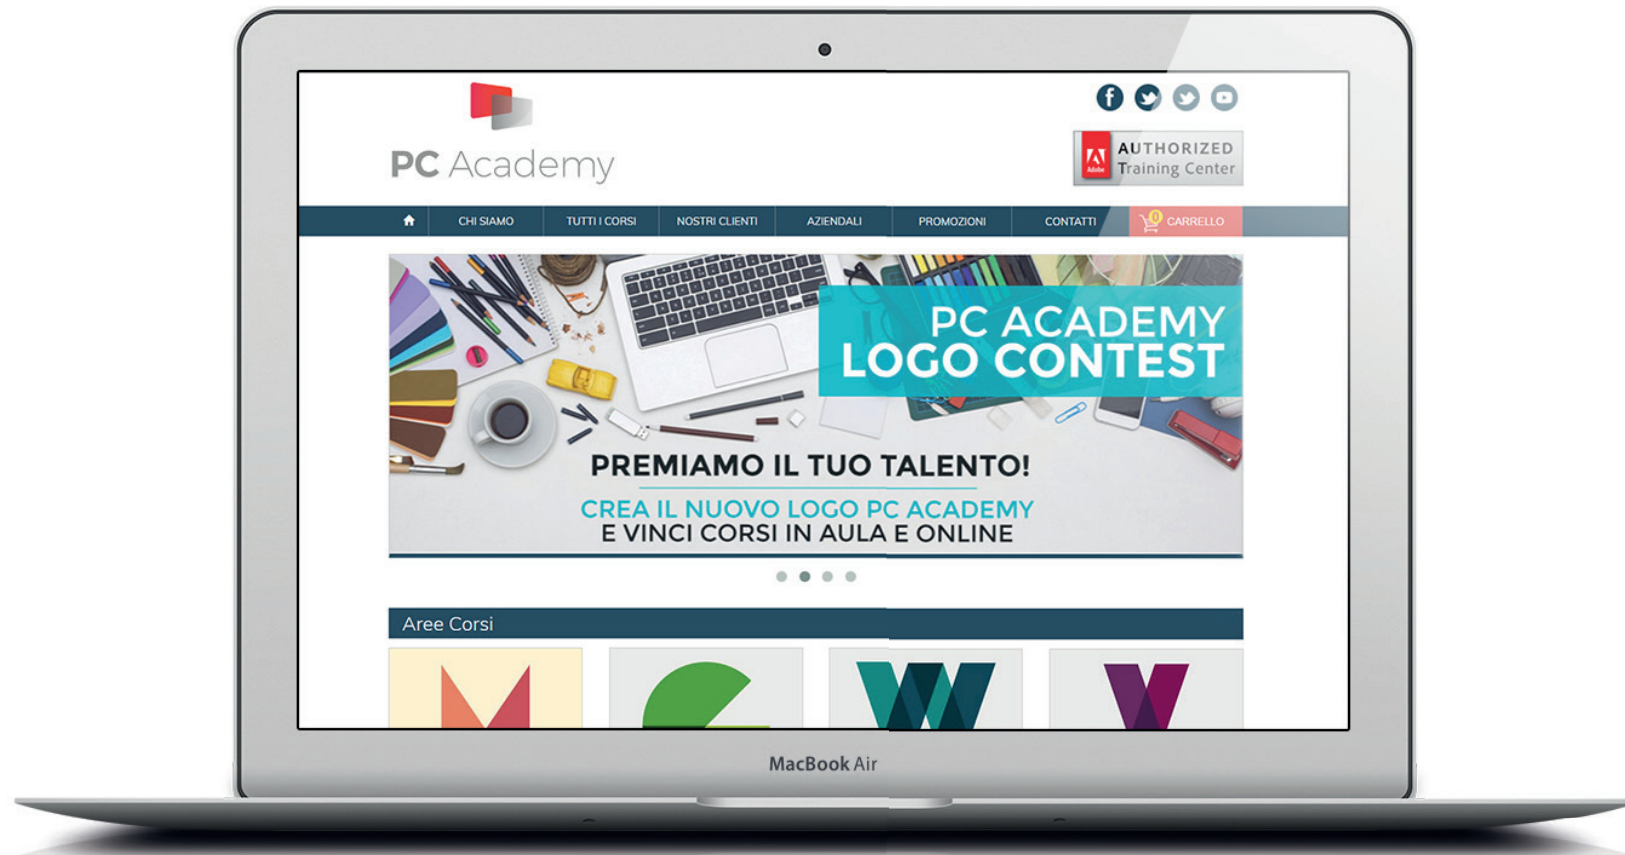 PC Academy
Adobe
AUTHORIZED
Training Center
CHI SIAMO
TUTTI I CORSI
NOSTRI CLIENTI
AZIENDALI
PROMOZIONI
CONTATTI
0
CARRELLO
PC ACADEMY
LOGO CONTEST
PREMIAMO IL TUO TALENTO!
CREA IL NUOVO LOGO PC ACADEMY
E VINCI CORSI IN AULA E ONLINE
Aree Corsi
MacBook Air